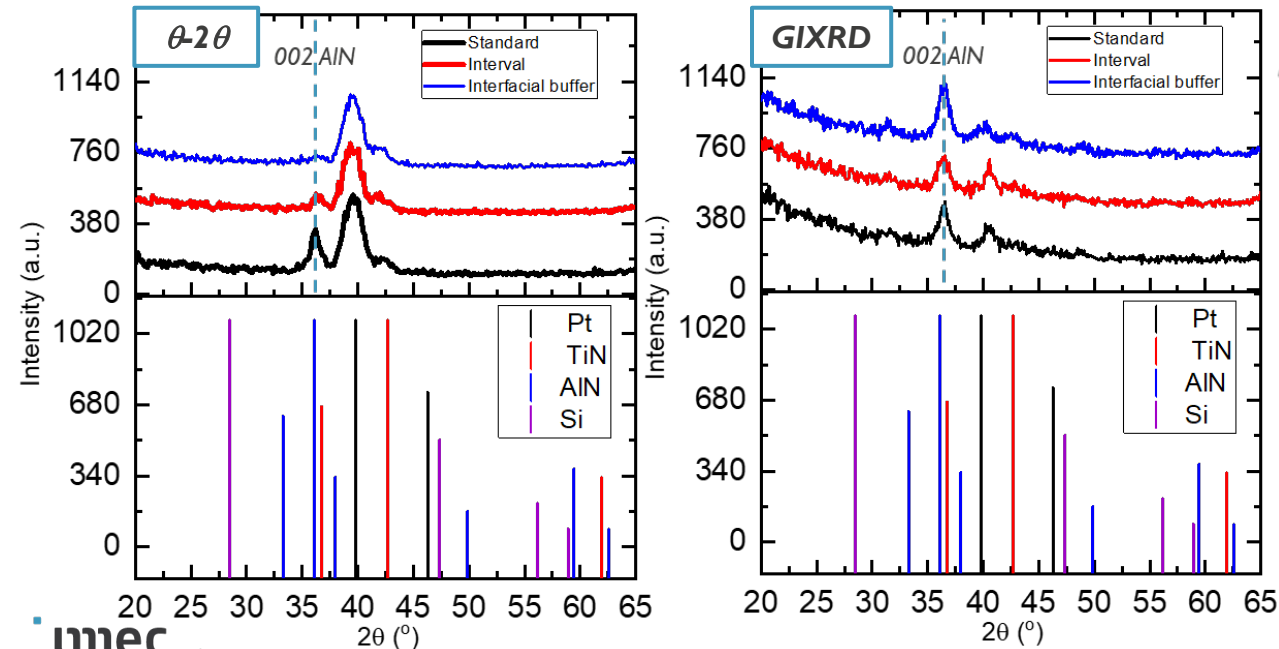 θ-2θ
002 AlN
Standard
Interval
Interfacial buffer
1140
760
380
0
Intensity (a.u.)
1020
680
340
0
Pt
TiN
AlN
Si
20 25 30 35 40 45 50 55 60 65
2θ (°)
GIXRD
002 AlN
Standard
Interval
Interfacial buffer
1140
760
380
0
Intensity (a.u.)
1020
680
340
0
Pt
TiN
AlN
Si
20 25 30 35 40 45 50 55 60 65
2θ (°)
imec